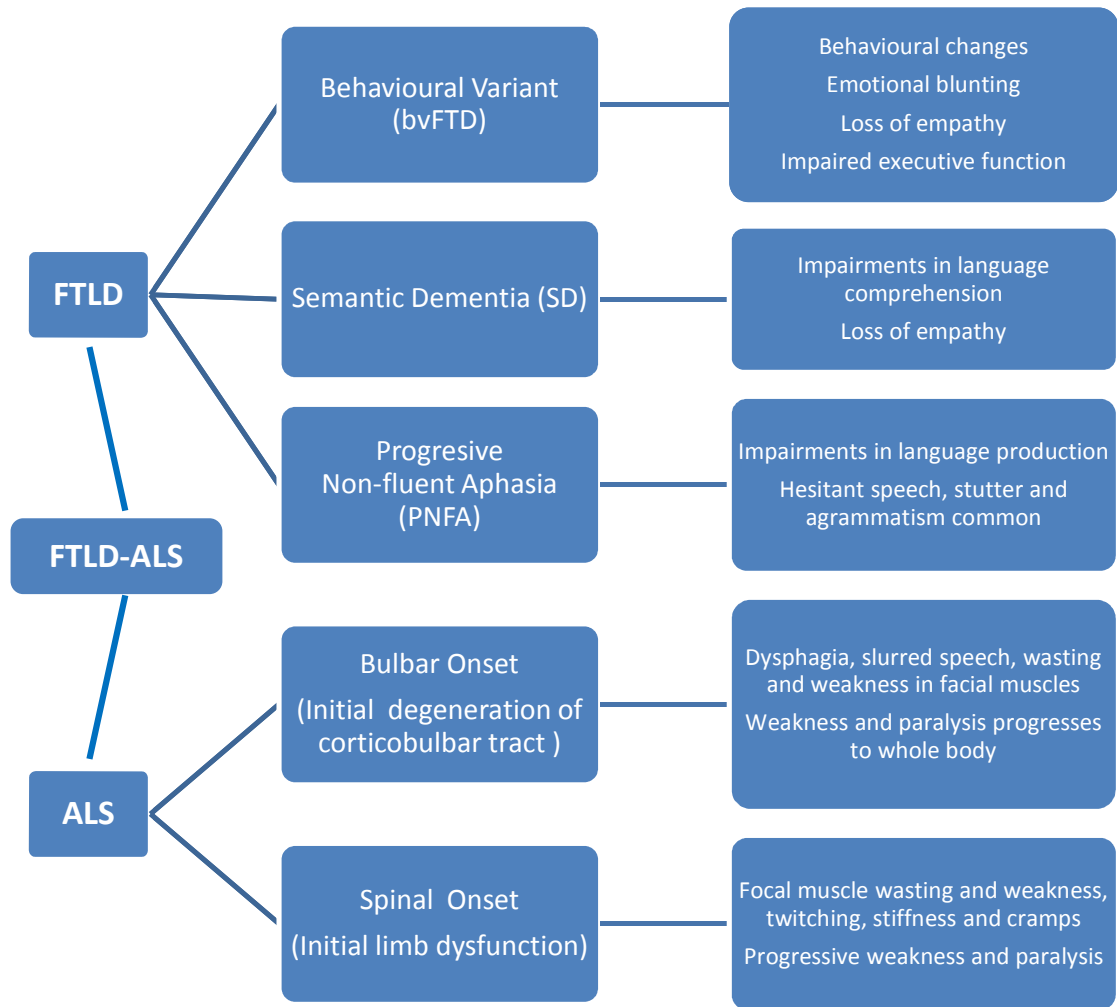 FTLD
Behavioural Variant
(bvFTD)
Behavioural changes
Emotional blunting
Loss of empathy
Impaired executive function
Semantic Dementia (SD)
Impairments in language
comprehension
Loss of empathy
Progresive
Non-fluent Aphasia
(PNFA)
Impairments in language production
Hesitant speech, stutter and
agrammatism common
FTLD-ALS
ALS
Bulbar Onset
(Initial degeneration of
corticobulbar tract )
Dysphagia, slurred speech, wasting
and weakness in facial muscles
Weakness and paralysis progresses
to whole body
Spinal Onset
(Initial limb dysfunction)
Focal muscle wasting and weakness,
twitching, stiffness and cramps
Progressive weakness and paralysis